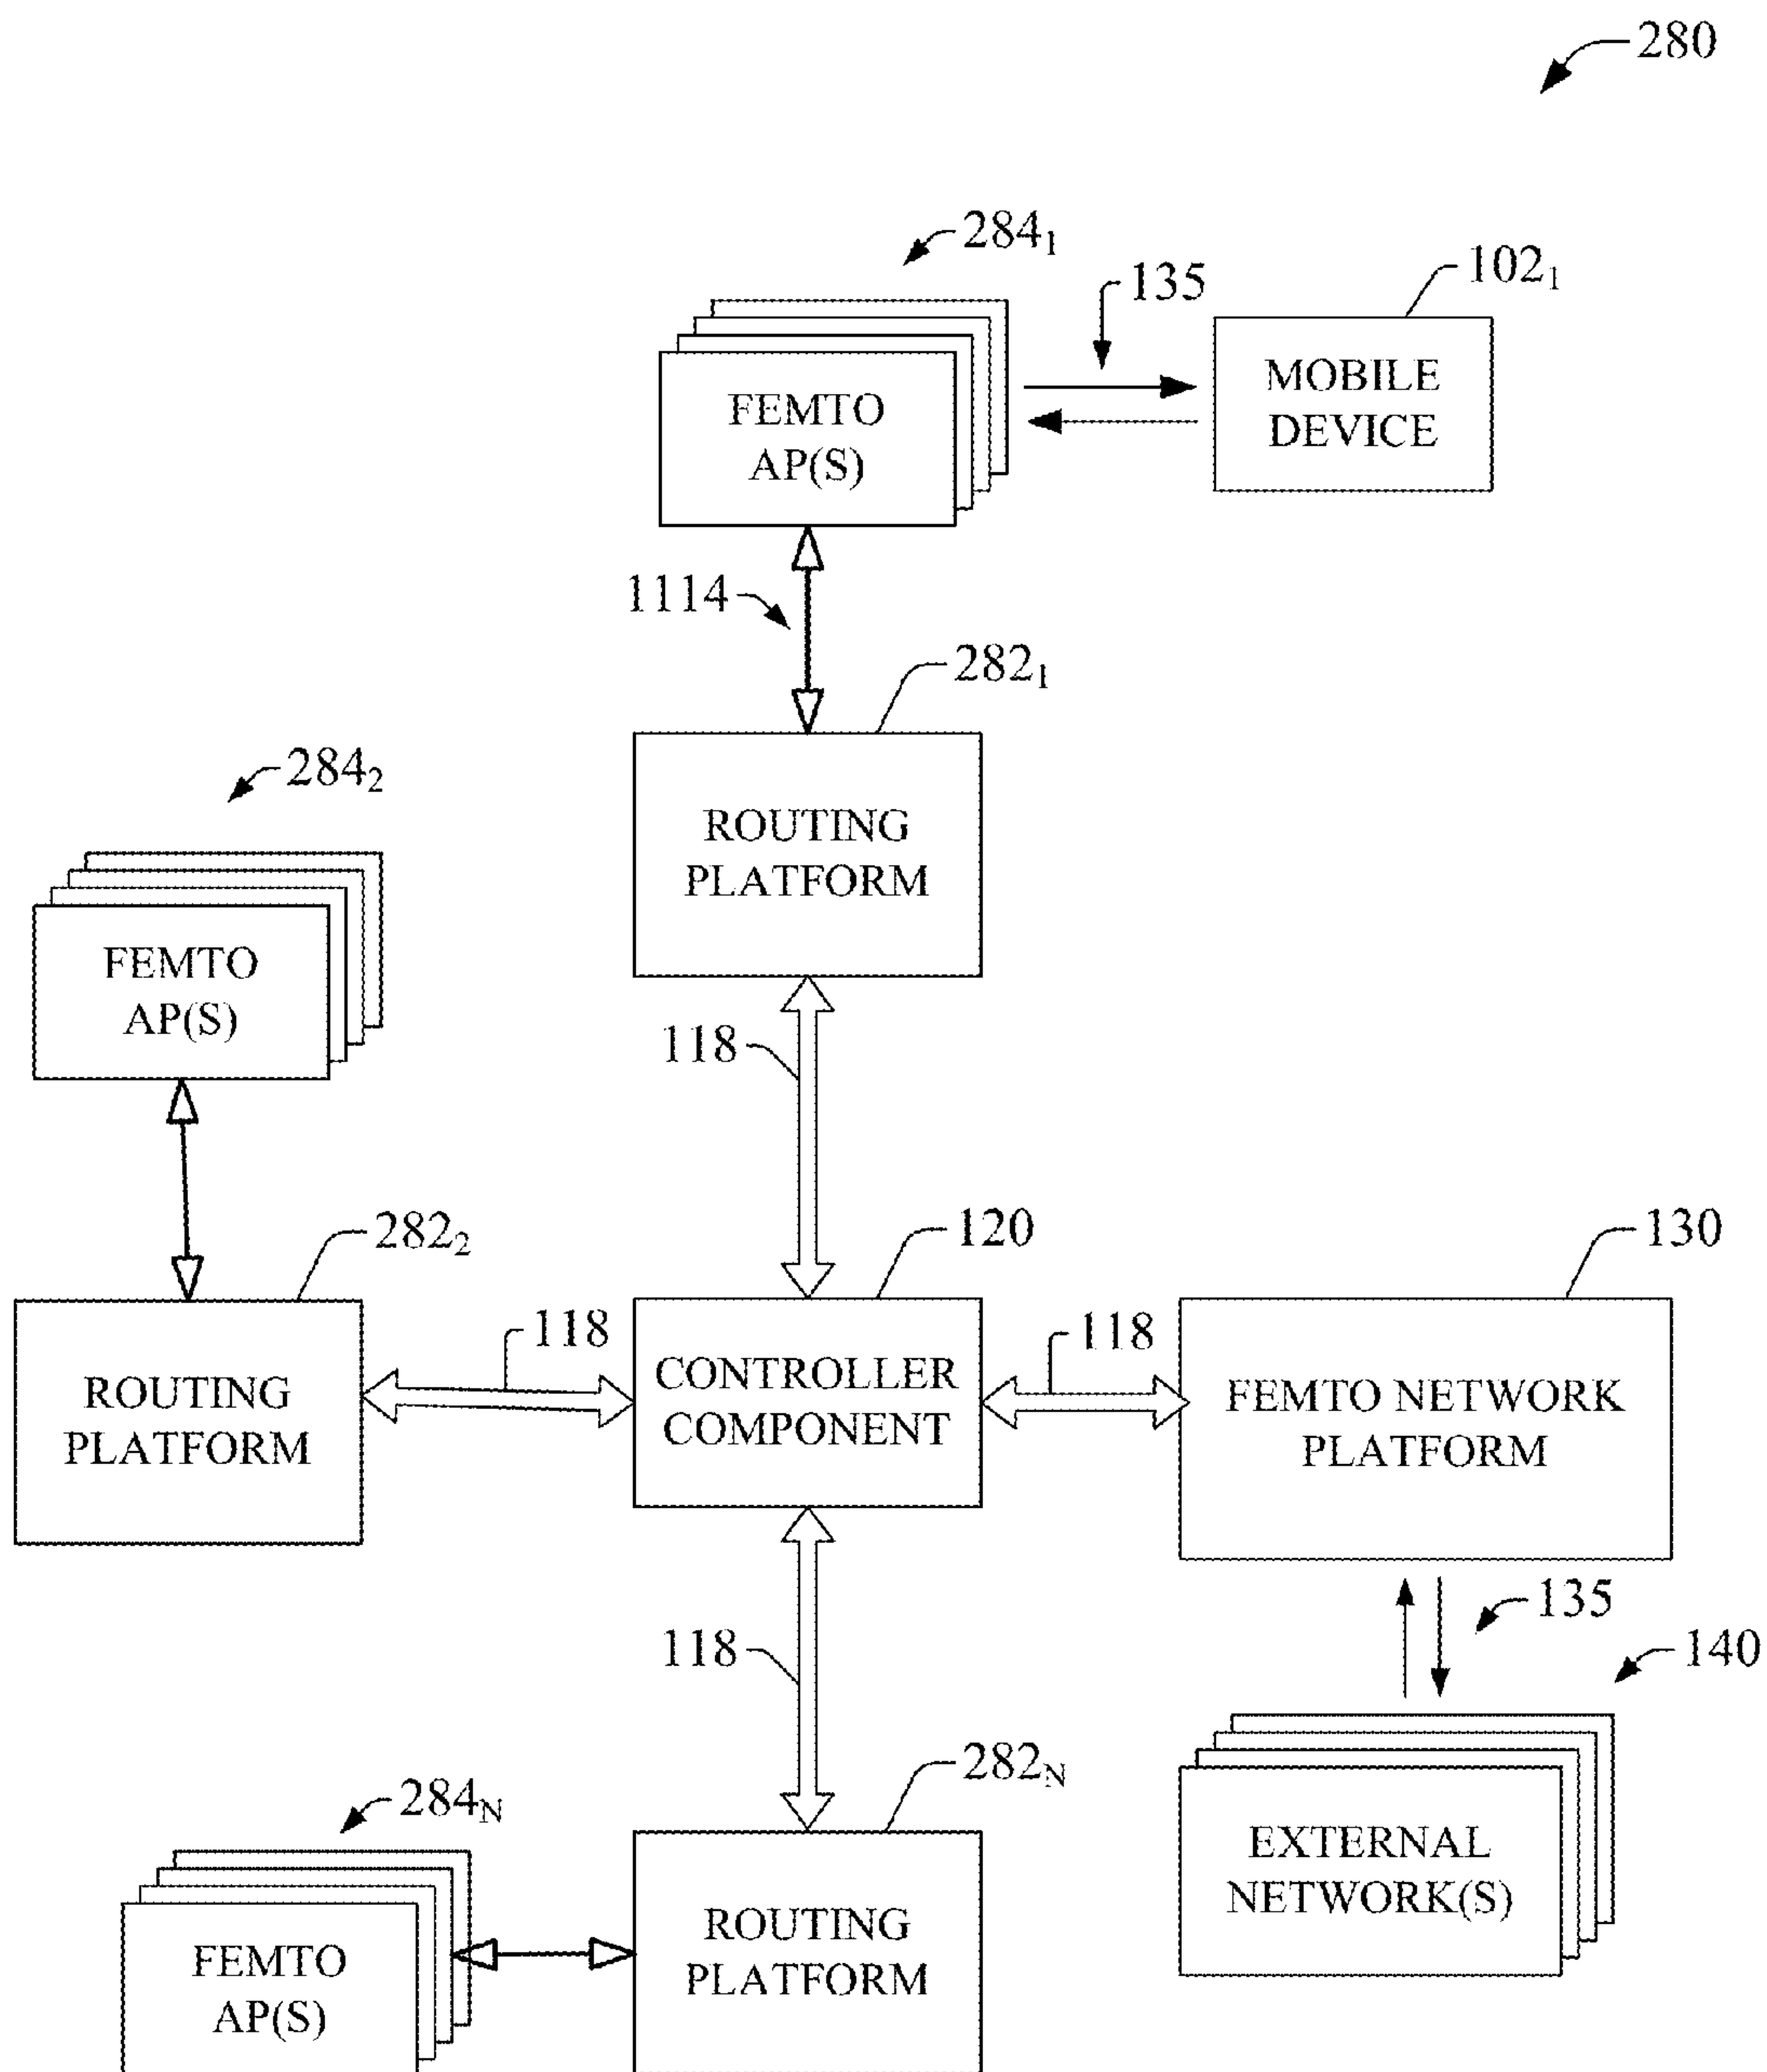 280
284₁
135
102₁
FEMTO
AP(S)
MOBILE
DEVICE
1114
282₁
ROUTING
PLATFORM
284₂
FEMTO
AP(S)
118
282₂
120
130
ROUTING
PLATFORM
118
CONTROLLER
COMPONENT
118
FEMTO NETWORK
PLATFORM
135
140
118
282N
284N
EXTERNAL
NETWORK(S)
ROUTING
PLATFORM
FEMTO
AP(S)